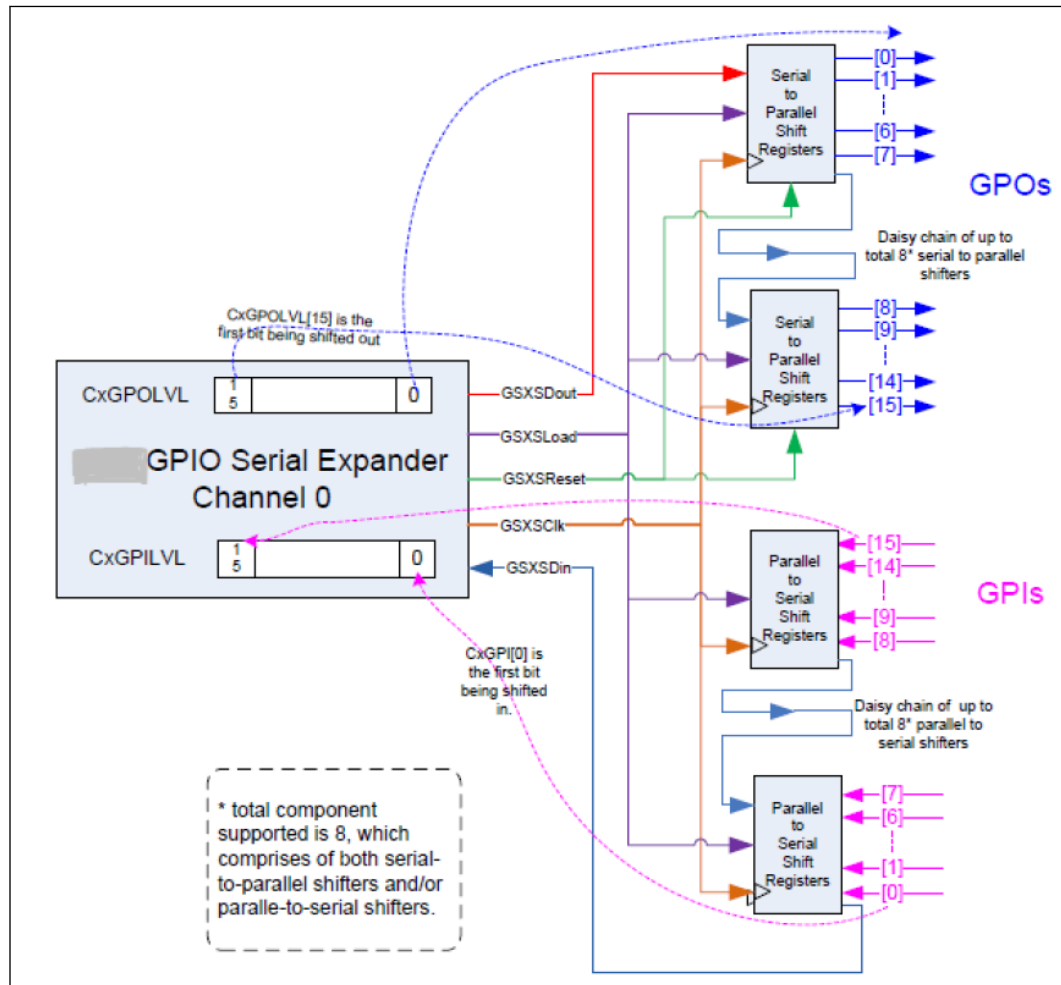 Serial
to
Parallel
Shift
Registers
[0]
[1]
[6]
[7]
GPOs
Daisy chain of up to
total 8* serial to parallel
shifters
CxGPOLVL[15] is the
first bit being shifted out
Serial
to
Parallel
Shift
Registers
[8]
[9]
[14]
[15]
CxGPOLVL
1
5
0
GPIO Serial Expander
Channel 0
CxGPILVL
1
5
0
GSXSDout
GSXSLoad
GSXSReset
GSXSClk
GSXSDin
Parallel
to
Serial
Shift
Registers
[15]
[14]
[9]
[8]
GPIs
CxGPI[0] is
the first bit
being shifted
in.
Daisy chain of up to
total 8* parallel to
serial shifters
Parallel
to
Serial
Shift
Registers
[7]
[6]
[1]
[0]
* total component
supported is 8, which
comprises of both serial-
to-parallel shifters and/or
paralle-to-serial shifters.